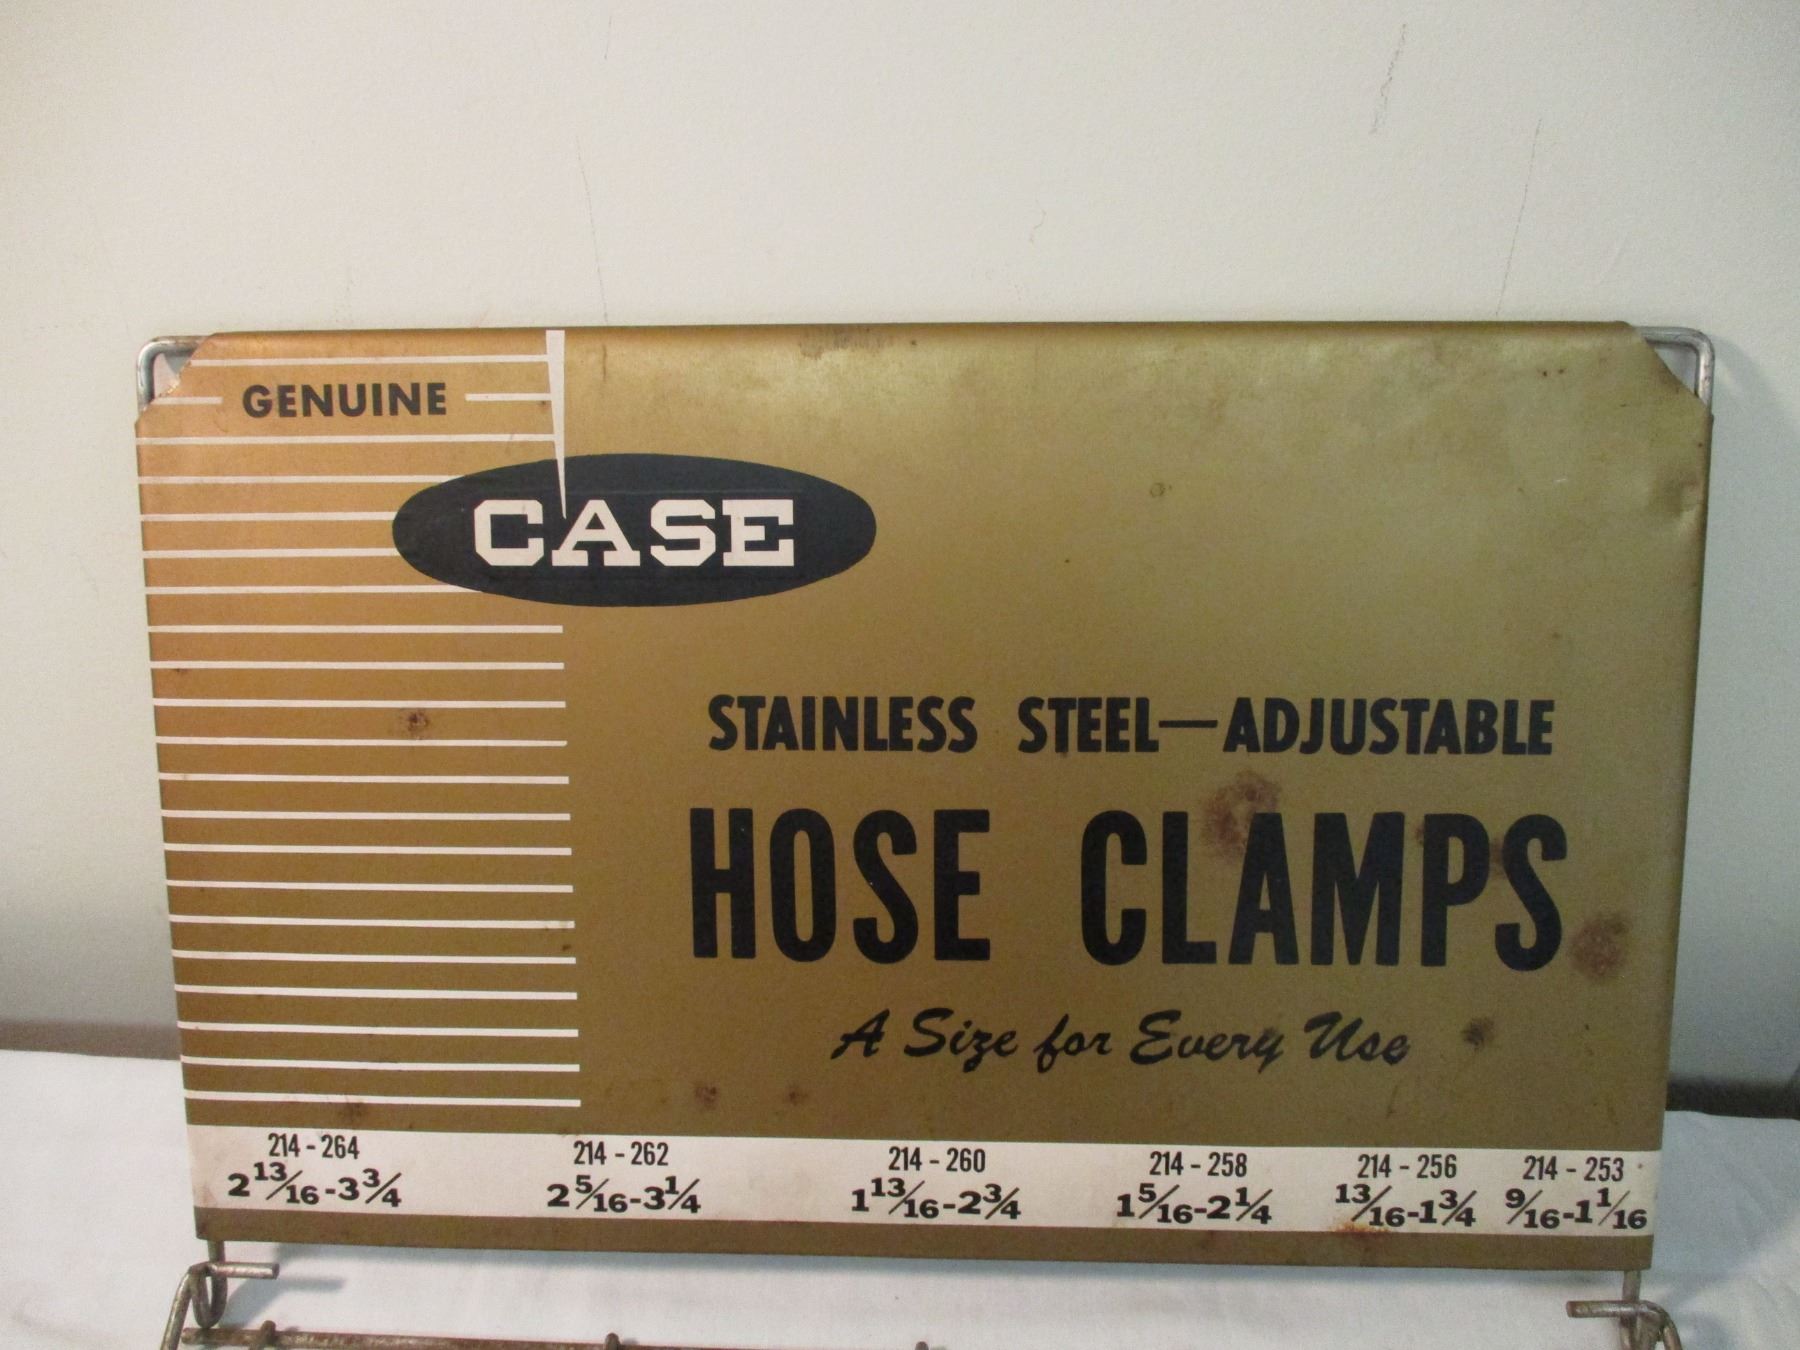 GENUINE
CASE
STAINLESS STEEL—ADJUSTABLE
HOSE CLAMPS
A Size for Every Use
214-264 214-262 214-260 214-258 214-256 214-253
2 13/16-3 3/4 2 5/16-3 1/4 1 13/16-2 3/4 1 5/16-2 1/4 13/16-1 3/4 9/16-1 1/16